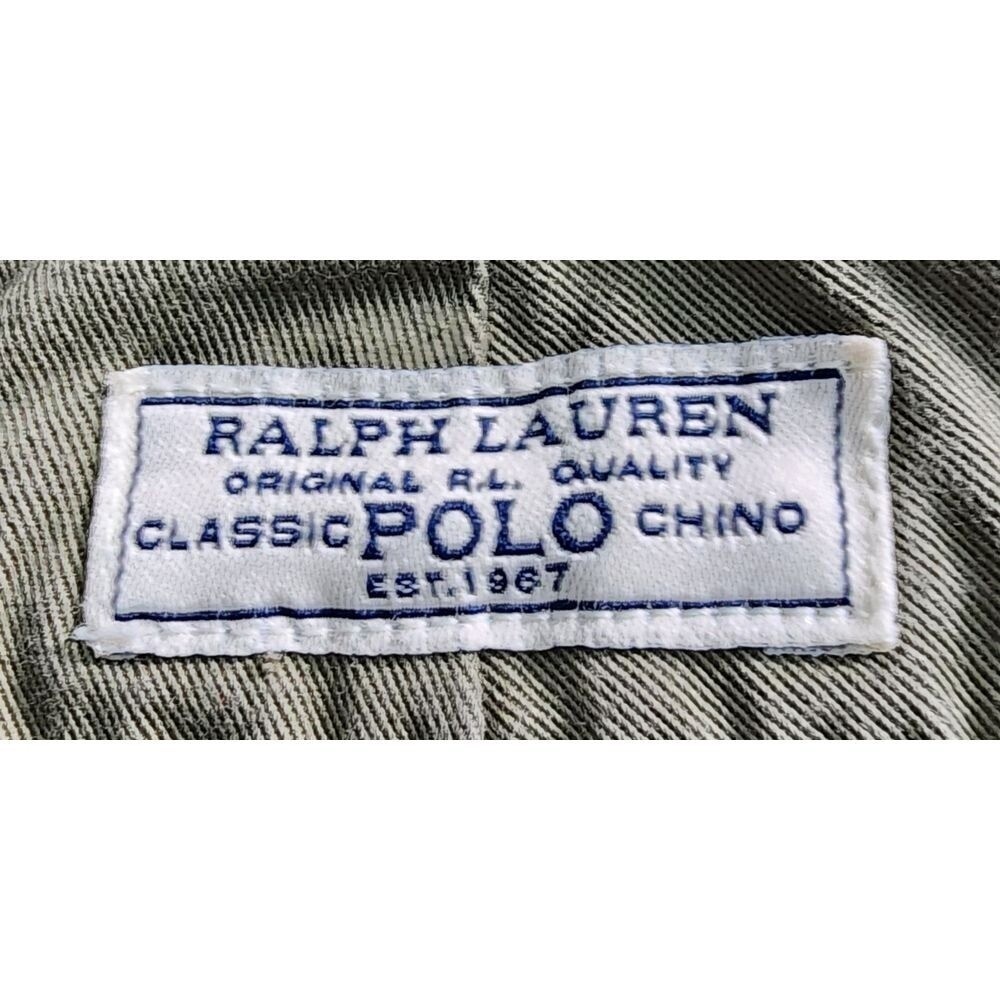 RALPH LAUREN
ORIGINAL R.L. QUALITY
CLASSIC POLO CHINO
EST. 1967